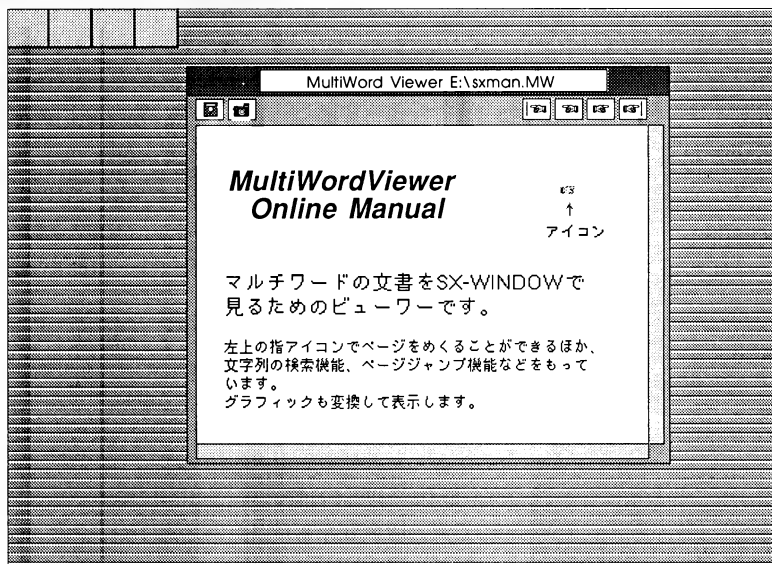 MultiWord Viewer E:\sxman.MW
MultiWordViewer
Online Manual
↑
アイコン
マルチワードの文書をSX-WINDOWで
見るためのビューワーです。
左上の指アイコンでページをめくることができるほか、
文字列の検索機能、ページジャンプ機能などをもって
います。
グラフィックも変換して表示します。